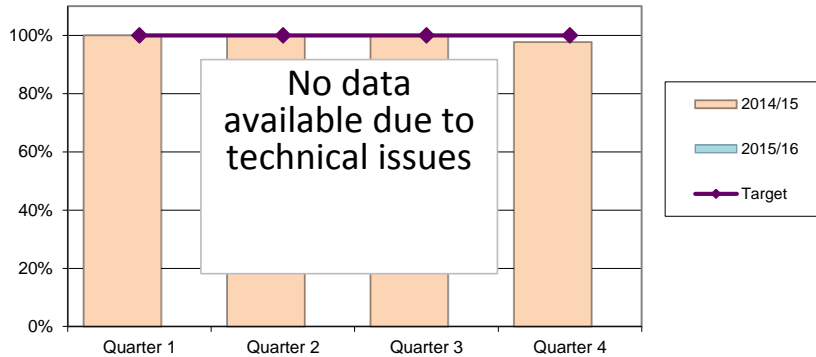 100%
80%
60%
40%
20%
0%
No data
available due to
technical issues
Quarter 1
Quarter 2
Quarter 3
Quarter 4
2014/15
2015/16
Target